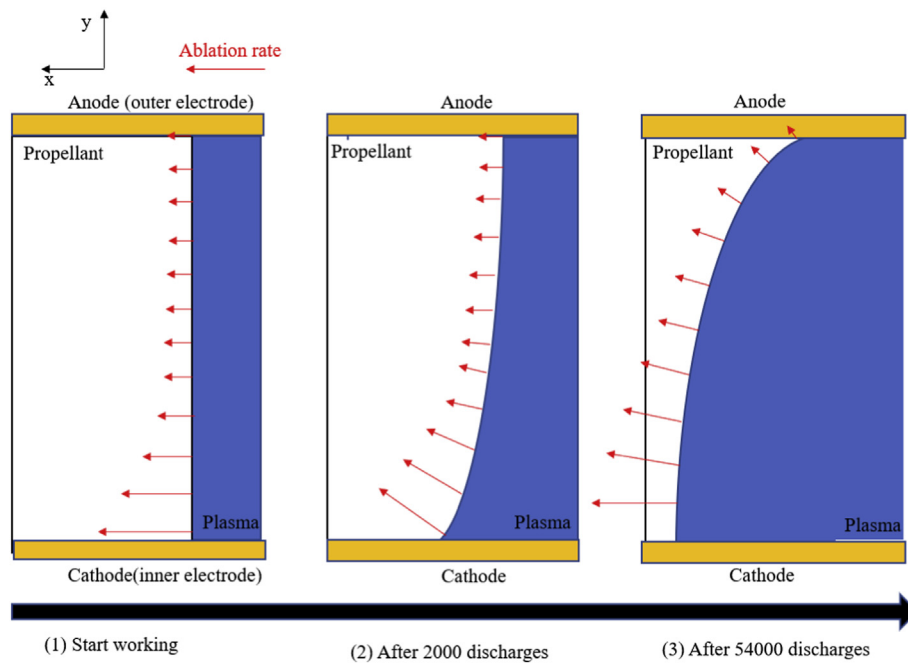 y
x
Ablation rate
Anode (outer electrode)
Propellant
Plasma
Cathode(inner electrode)
(1) Start working
Anode
Propellant
Plasma
Cathode
(2) After 2000 discharges
Anode
Propellant
Plasma
Cathode
(3) After 54000 discharges